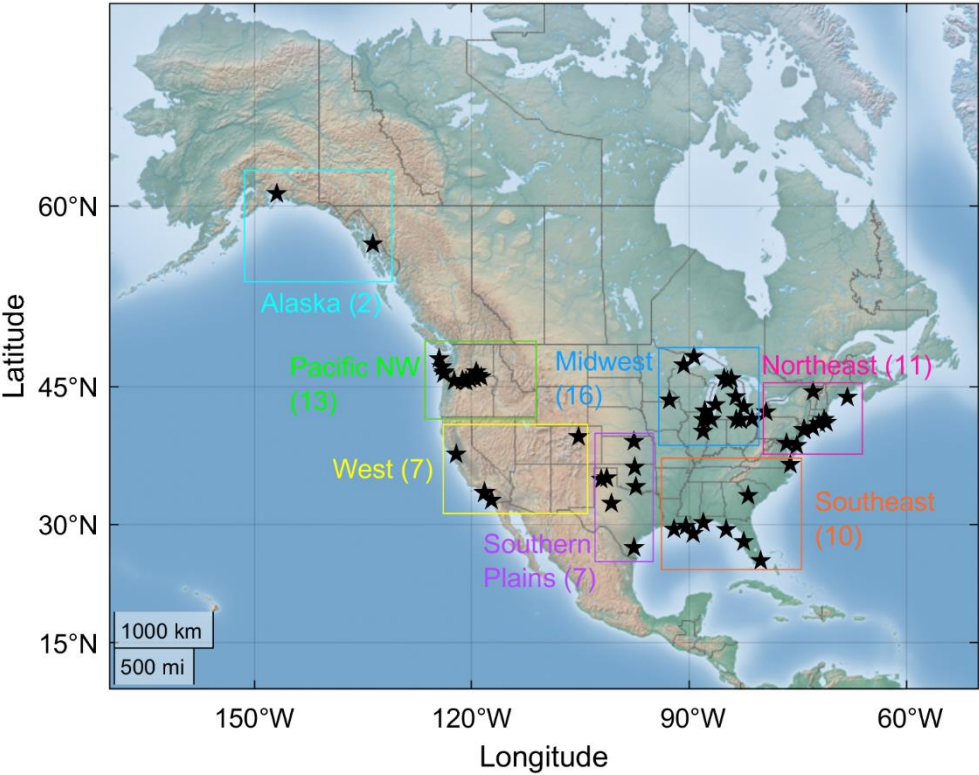 60°N
45°N
30°N
15°N
Latitude
Alaska (2)
Pacific NW
(13)
Midwest
(16)
Northeast (11)
West (7)
Southeast
(10)
Southern
Plains (7)
1000 km
500 mi
150°W
120°W
90°W
60°W
Longitude